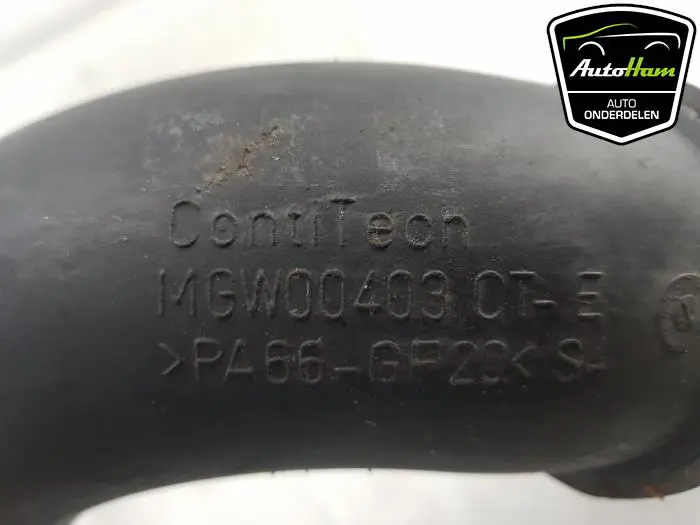 AutoHam
AUTO
ONDERDELEN
ContiTech
MGW00403 CT-E
>PA66-GF20< S-